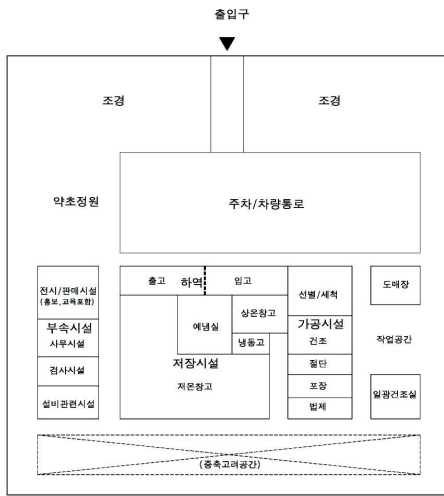 출입구
조경
조경
약초정원
주차/차량통로
전시/판매시설
(홍보,교육포함)
부속시설
사무시설
검사시설
설비관련시설
출고
하역
입고
예냉실
상온창고
냉동고
저장시설
저온창고
선별/세척
가공시설
건조
절단
포장
법제
도매장
작업공간
일광건조실
(증축고려공간)